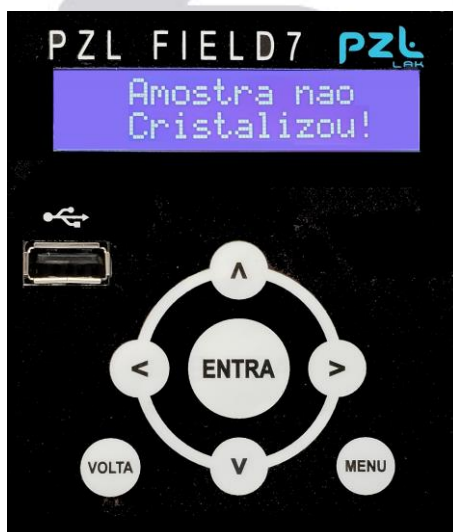 PZL FIELD7 pzl
LAK
Amostra nao
Cristalizou!
^
< ENTRA >
VOLTA v MENU